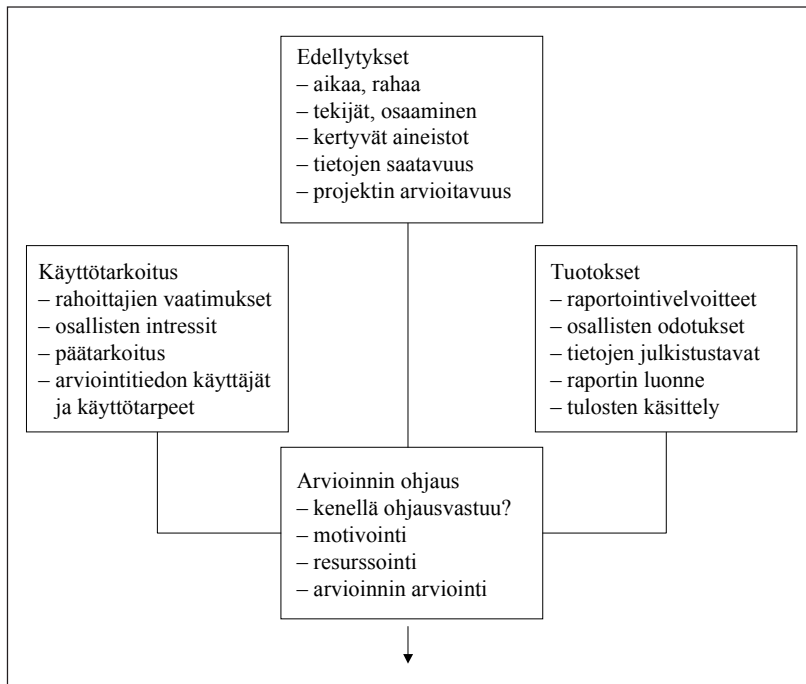 Edellytykset
– aikaa, rahaa
– tekijät, osaaminen
– kertyvät aineistot
– tietojen saatavuus
– projektin arvioitavuus
Käyttötarkoitus
– rahoittajien vaatimukset
– osallisten intressit
– päätarkoitus
– arviointitiedon käyttäjät
ja käyttötarpeet
Tuotokset
– raportointivelvoitteet
– osallisten odotukset
– tietojen julkistustavat
– raportin luonne
– tulosten käsittely
Arvioinnin ohjaus
– kenellä ohjausvastuu?
– motivointi
– resurssointi
– arvioinnin arviointi